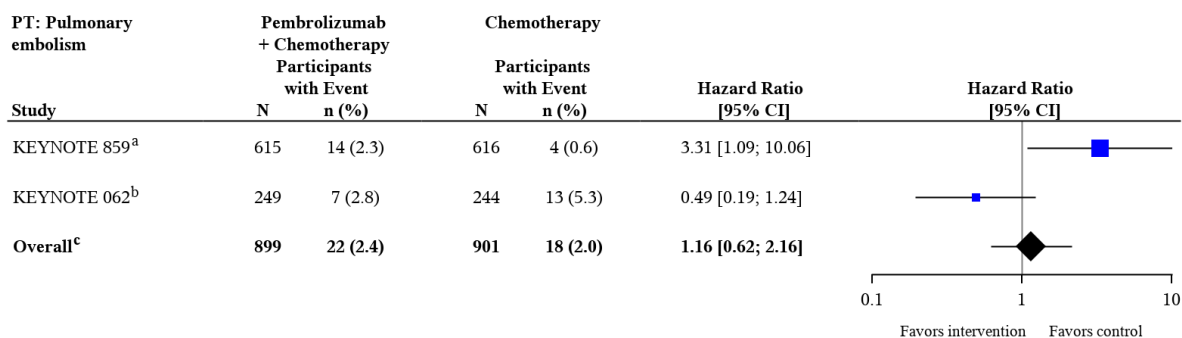 PT: Pulmonary embolism Pembrolizumab + Chemotherapy Chemotherapy
Participants with Event Participants with Event Hazard Ratio Hazard Ratio
Study N n (%) N n (%) [95% CI] [95% CI]
KEYNOTE 859ᵃ 615 14 (2.3) 616 4 (0.6) 3.31 [1.09; 10.06]
KEYNOTE 062ᵇ 249 7 (2.8) 244 13 (5.3) 0.49 [0.19; 1.24]
Overallᶜ 899 22 (2.4) 901 18 (2.0) 1.16 [0.62; 2.16]
0.1 1 10
Favors intervention Favors control